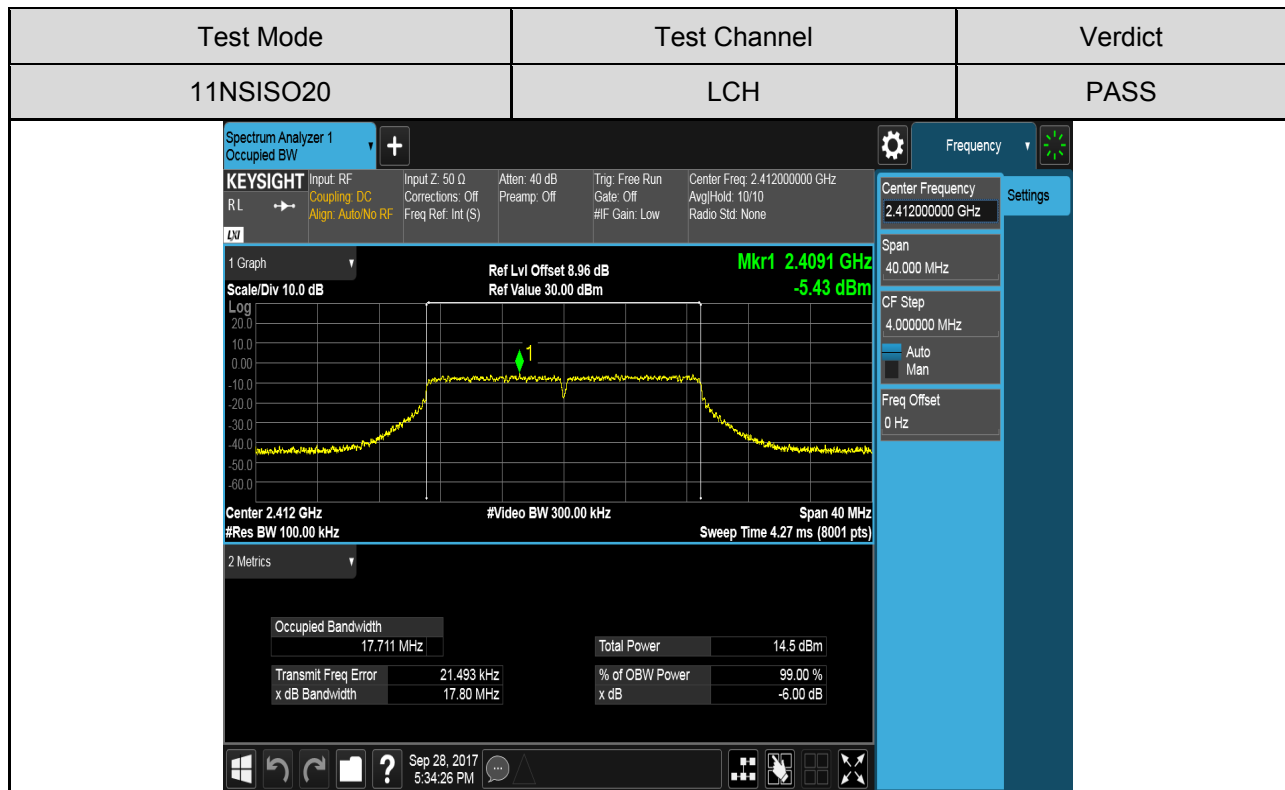 Test Mode Test Channel Verdict
11NSISO20 LCH PASS
Spectrum Analyzer 1
Occupied BW
+
Frequency
KEYSIGHT Input: RF Input Z: 50 Ω Atten: 40 dB Trig: Free Run Center Freq: 2.412000000 GHz
Coupling: DC Corrections: Off Preamp: Off Gate: Off Avg|Hold: 10/10
R L Align: Auto/No RF Freq Ref: Int (S) #IF Gain: Low Radio Std: None
LXI
Center Frequency
2.412000000 GHz
Settings
Span
40.000 MHz
CF Step
4.000000 MHz
Auto
Man
Freq Offset
0 Hz
1 Graph Ref Lvl Offset 8.96 dB Mkr1 2.4091 GHz
Scale/Div 10.0 dB Ref Value 30.00 dBm -5.43 dBm
Log
20.0
10.0
1
0.00
-10.0
-20.0
-30.0
-40.0
-50.0
-60.0
Center 2.412 GHz #Video BW 300.00 kHz Span 40 MHz
#Res BW 100.00 kHz Sweep Time 4.27 ms (8001 pts)
2 Metrics
Occupied Bandwidth
17.711 MHz Total Power 14.5 dBm
Transmit Freq Error 21.493 kHz % of OBW Power 99.00 %
x dB Bandwidth 17.80 MHz x dB -6.00 dB
? Sep 28, 2017
5:34:26 PM